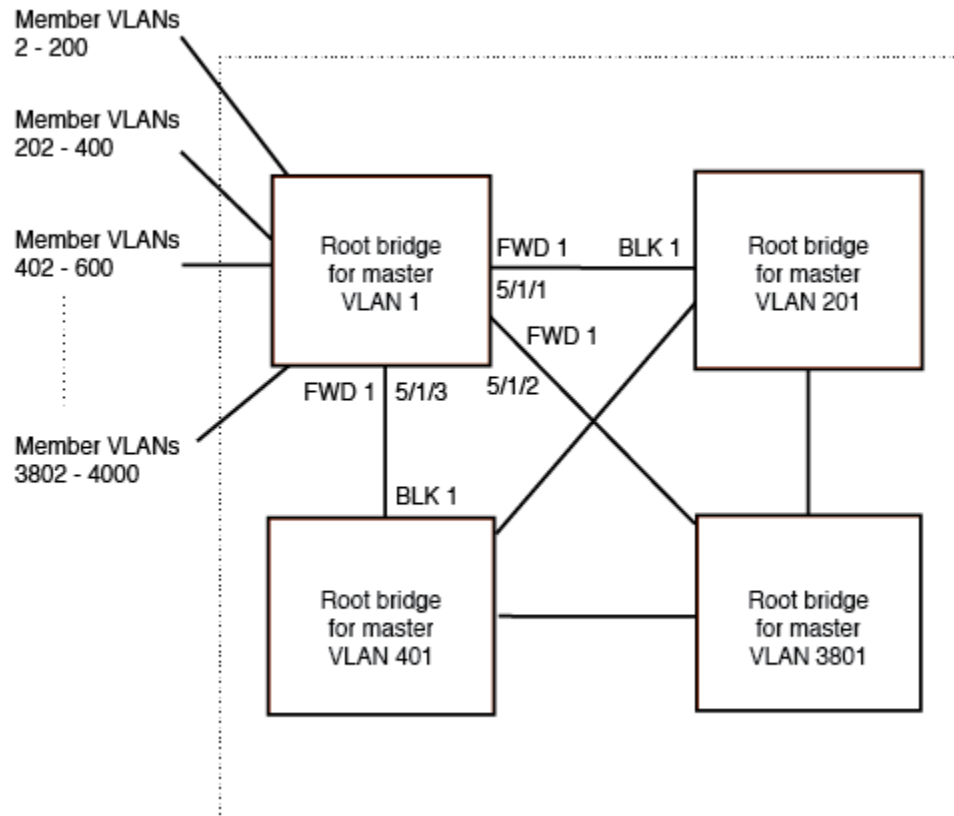 Member VLANs
2 - 200
Member VLANs
202 - 400
Member VLANs
402 - 600
Member VLANs
3802 - 4000
Root bridge
for master
VLAN 1
FWD 1
BLK 1
5/1/1
FWD 1
5/1/2
FWD 1
5/1/3
BLK 1
Root bridge
for master
VLAN 201
Root bridge
for master
VLAN 401
Root bridge
for master
VLAN 3801